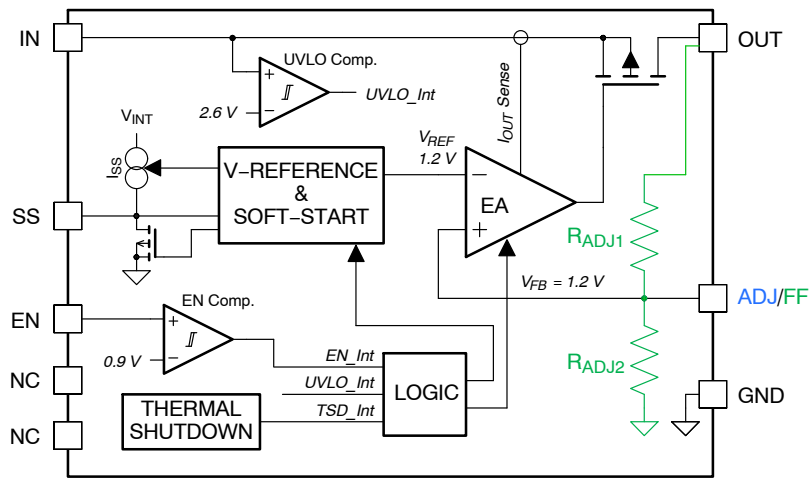 IN
OUT
UVLO Comp.
+
−
2.6 V
UVLO_Int
IOUT Sense
VINT
ISS
V−REFERENCE
&
SOFT−START
VREF
1.2 V
−
EA
+
SS
RADJ1
VFB = 1.2 V
ADJ/FF
EN
EN Comp.
+
−
0.9 V
EN_Int
UVLO_Int
TSD_Int
LOGIC
RADJ2
NC
GND
THERMAL
SHUTDOWN
NC